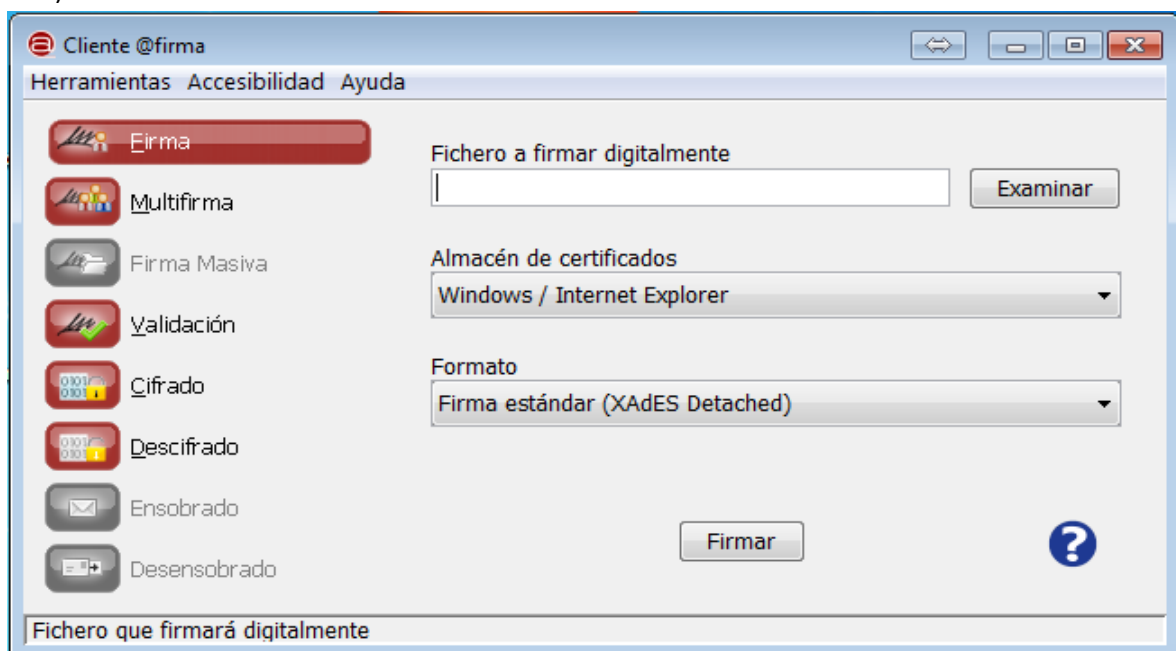 Cliente @firma
Herramientas Accesibilidad Ayuda
Firma
Multifirma
Firma Masiva
Validación
Cifrado
Descifrado
Ensobrado
Desensobrado
Fichero a firmar digitalmente
Examinar
Almacén de certificados
Windows / Internet Explorer
Formato
Firma estándar (XAdES Detached)
Firmar
?
Fichero que firmará digitalmente